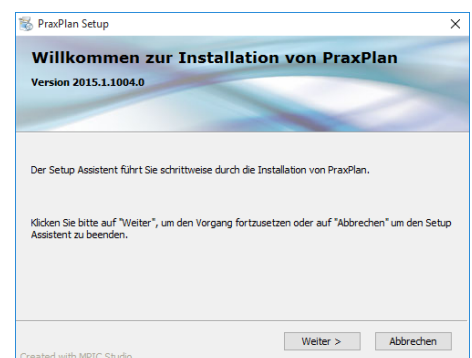 PraxPlan Setup
Willkommen zur Installation von PraxPlan
Version 2015.1.1004.0
Der Setup Assistent führt Sie schrittweise durch die Installation von PraxPlan.
Klicken Sie bitte auf "Weiter", um den Vorgang fortzusetzen oder auf "Abbrechen" um den Setup
Assistent zu beenden.
Weiter > Abbrechen
Created with MRIC Studio